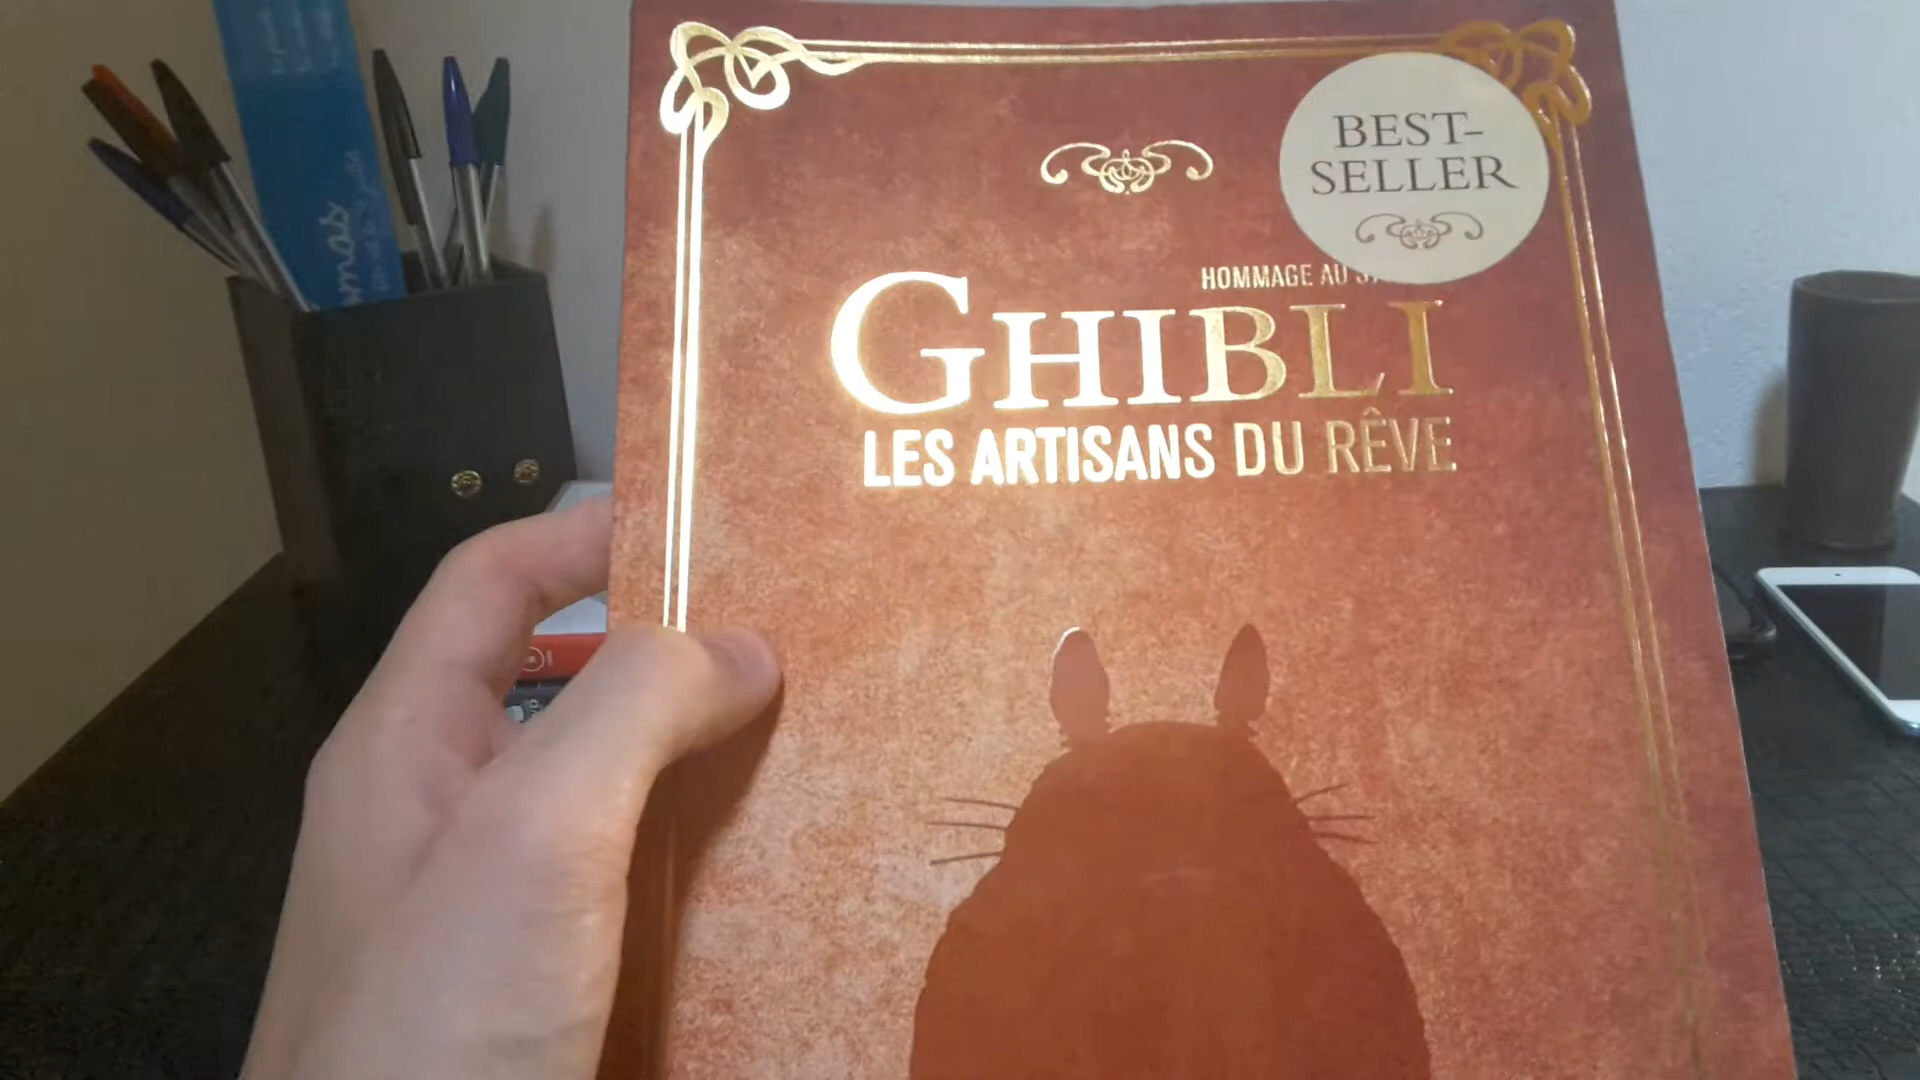 BEST-
SELLER
HOMMAGE AU
GHIBLI
LES ARTISANS DU RÊVE